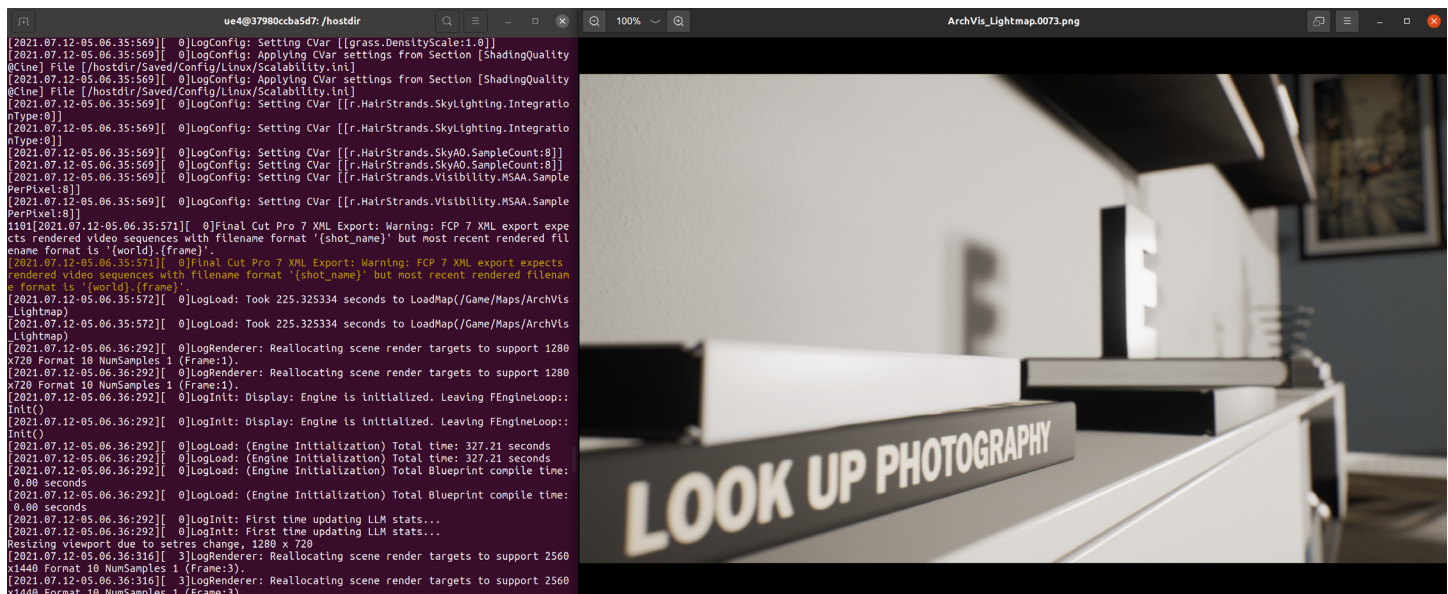 ue4@37980ccba5d7: /hostdir
[2021.07.12-05.06.35:569][  0]LogConfig: Setting CVar [[grass.DensityScale:1.0]]
[2021.07.12-05.06.35:569][  0]LogConfig: Applying CVar settings from Section [ShadingQuality
@Cine] File [/hostdir/Saved/Config/Linux/Scalability.ini]
[2021.07.12-05.06.35:569][  0]LogConfig: Applying CVar settings from Section [ShadingQuality
@Cine] File [/hostdir/Saved/Config/Linux/Scalability.ini]
[2021.07.12-05.06.35:569][  0]LogConfig: Setting CVar [[r.HairStrands.SkyLighting.Integratio
nType:0]]
[2021.07.12-05.06.35:569][  0]LogConfig: Setting CVar [[r.HairStrands.SkyLighting.Integratio
nType:0]]
[2021.07.12-05.06.35:569][  0]LogConfig: Setting CVar [[r.HairStrands.SkyAO.SampleCount:8]]
[2021.07.12-05.06.35:569][  0]LogConfig: Setting CVar [[r.HairStrands.SkyAO.SampleCount:8]]
[2021.07.12-05.06.35:569][  0]LogConfig: Setting CVar [[r.HairStrands.Visibility.MSAA.Sample
PerPixel:8]]
[2021.07.12-05.06.35:569][  0]LogConfig: Setting CVar [[r.HairStrands.Visibility.MSAA.Sample
PerPixel:8]]
1101[2021.07.12-05.06.35:571][  0]Final Cut Pro 7 XML Export: Warning: FCP 7 XML export expe
cts rendered video sequences with filename format '{shot_name}' but most recent rendered fil
ename format is '{world}.{frame}'.
[2021.07.12-05.06.35:571][  0]Final Cut Pro 7 XML Export: Warning: FCP 7 XML export expects
rendered video sequences with filename format '{shot_name}' but most recent rendered filenam
e format is '{world}.{frame}'.
[2021.07.12-05.06.35:572][  0]LogLoad: Took 225.325334 seconds to LoadMap(/Game/Maps/ArchVis
_Lightmap)
[2021.07.12-05.06.35:572][  0]LogLoad: Took 225.325334 seconds to LoadMap(/Game/Maps/ArchVis
_Lightmap)
[2021.07.12-05.06.36:292][  0]LogRenderer: Reallocating scene render targets to support 1280
x720 Format 10 NumSamples 1 (Frame:1).
[2021.07.12-05.06.36:292][  0]LogRenderer: Reallocating scene render targets to support 1280
x720 Format 10 NumSamples 1 (Frame:1).
[2021.07.12-05.06.36:292][  0]LogInit: Display: Engine is initialized. Leaving FEngineLoop::
Init()
[2021.07.12-05.06.36:292][  0]LogInit: Display: Engine is initialized. Leaving FEngineLoop::
Init()
[2021.07.12-05.06.36:292][  0]LogLoad: (Engine Initialization) Total time: 327.21 seconds
[2021.07.12-05.06.36:292][  0]LogLoad: (Engine Initialization) Total time: 327.21 seconds
[2021.07.12-05.06.36:292][  0]LogLoad: (Engine Initialization) Total Blueprint compile time:
 0.00 seconds
[2021.07.12-05.06.36:292][  0]LogLoad: (Engine Initialization) Total Blueprint compile time:
 0.00 seconds
[2021.07.12-05.06.36:292][  0]LogInit: First time updating LLM stats...
[2021.07.12-05.06.36:292][  0]LogInit: First time updating LLM stats...
Resizing viewport due to setres change, 1280 x 720
[2021.07.12-05.06.36:316][  3]LogRenderer: Reallocating scene render targets to support 2560
x1440 Format 10 NumSamples 1 (Frame:3).
[2021.07.12-05.06.36:316][  3]LogRenderer: Reallocating scene render targets to support 2560
x1440 Format 10 NumSamples 1 (Frame:3)
100%
ArchVis_Lightmap.0073.png
E
LOOK UP PHOTOGRAPHY